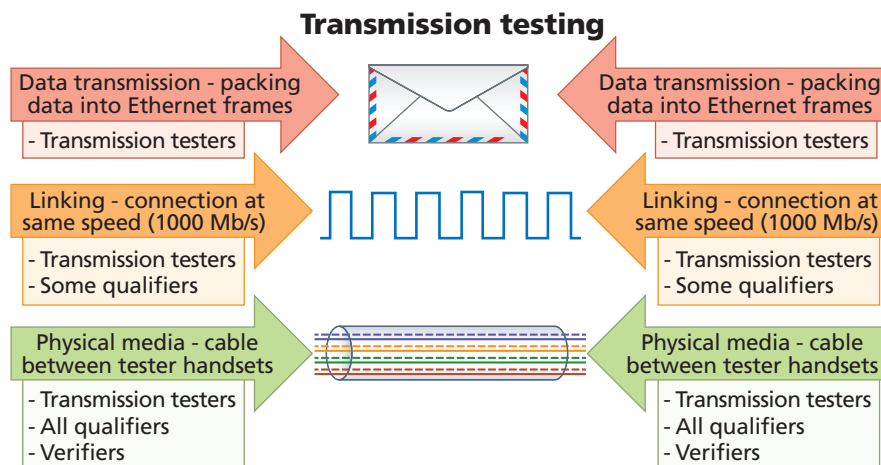 Transmission testing
Data transmission - packing
data into Ethernet frames
- Transmission testers
Data transmission - packing
data into Ethernet frames
- Transmission testers
Linking - connection at
same speed (1000 Mb/s)
- Transmission testers
- Some qualifiers
Linking - connection at
same speed (1000 Mb/s)
- Transmission testers
- Some qualifiers
Physical media - cable
between tester handsets
- Transmission testers
- All qualifiers
- Verifiers
Physical media - cable
between tester handsets
- Transmission testers
- All qualifiers
- Verifiers